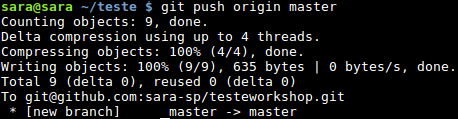 sara@sara ~/teste $ git push origin master
Counting objects: 9, done.
Delta compression using up to 4 threads.
Compressing objects: 100% (4/4), done.
Writing objects: 100% (9/9), 635 bytes | 0 bytes/s, done.
Total 9 (delta 0), reused 0 (delta 0)
To git@github.com:sara-sp/testeworkshop.git
 * [new branch]      _master -> master